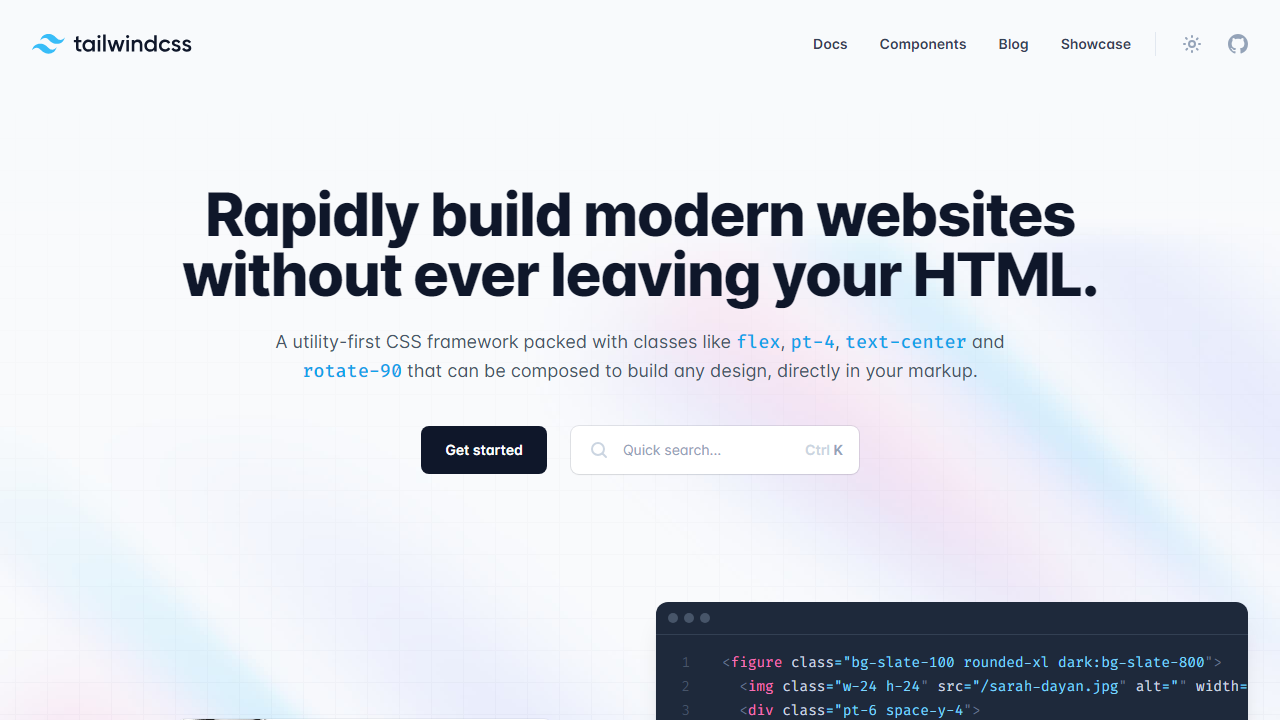 tailwindcss
Docs Components Blog Showcase
Rapidly build modern websites
without ever leaving your HTML.
A utility-first CSS framework packed with classes like flex, pt-4, text-center and
rotate-90 that can be composed to build any design, directly in your markup.
Get started Quick search... Ctrl K
1 <figure class="bg-slate-100 rounded-xl dark:bg-slate-800">
2 <img class="w-24 h-24" src="/sarah-dayan.jpg" alt="" width=
3 <div class="pt-6 space-y-4">